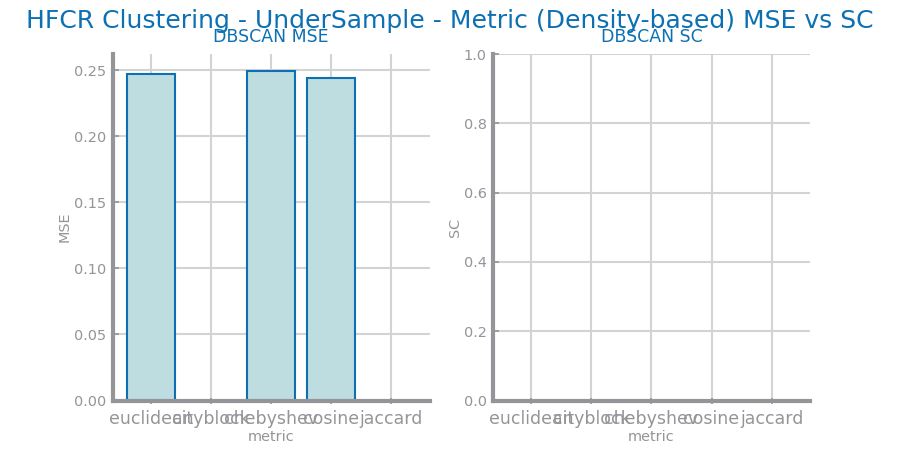 HFCR Clustering - UnderSample - Metric (Density-based) MSE vs SC
DBSCAN MSE
MSE
0.25
0.20
0.15
0.10
0.05
0.00
euclidean cityblock chebyshev cosine jaccard
metric
DBSCAN SC
SC
1.0
0.8
0.6
0.4
0.2
0.0
euclidean cityblock chebyshev cosine jaccard
metric